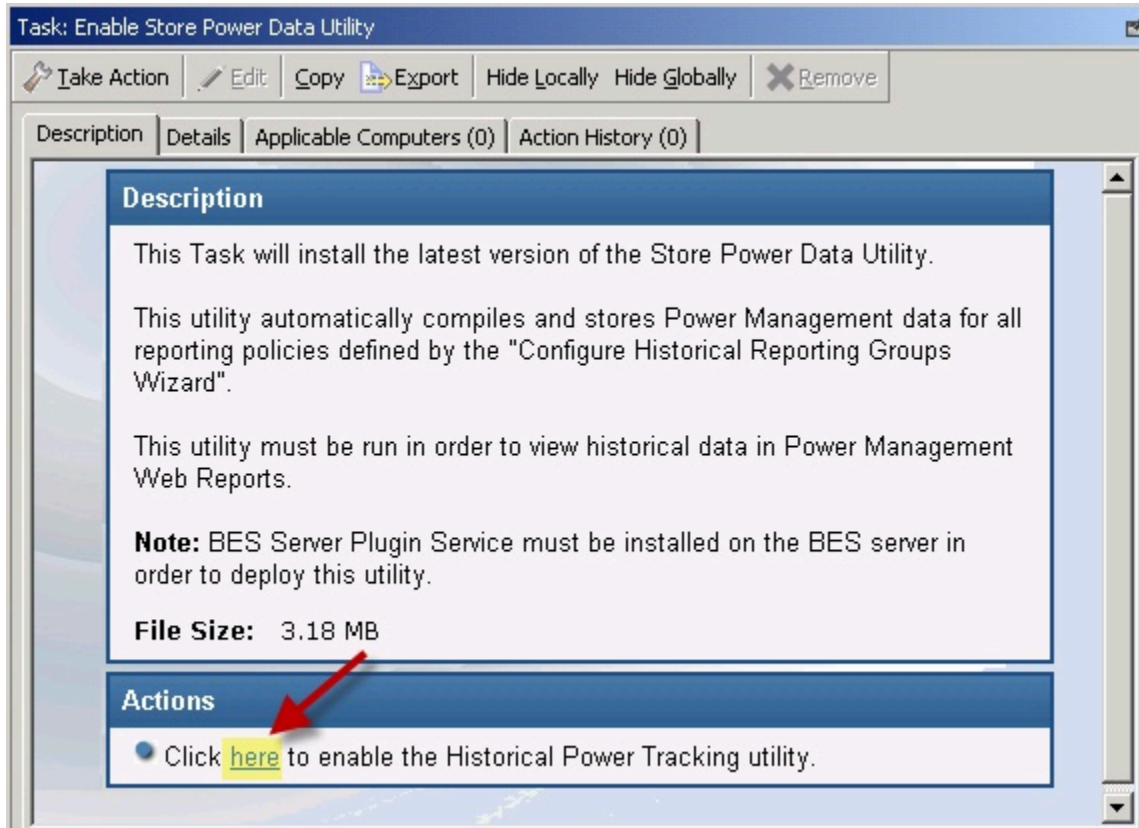 Task: Enable Store Power Data Utility
Take Action Edit Copy Export Hide Locally Hide Globally Remove
Description Details Applicable Computers (0) Action History (0)
Description
This Task will install the latest version of the Store Power Data Utility.
This utility automatically compiles and stores Power Management data for all
reporting policies defined by the "Configure Historical Reporting Groups
Wizard".
This utility must be run in order to view historical data in Power Management
Web Reports.
Note: BES Server Plugin Service must be installed on the BES server in
order to deploy this utility.
File Size: 3.18 MB
Actions
Click here to enable the Historical Power Tracking utility.